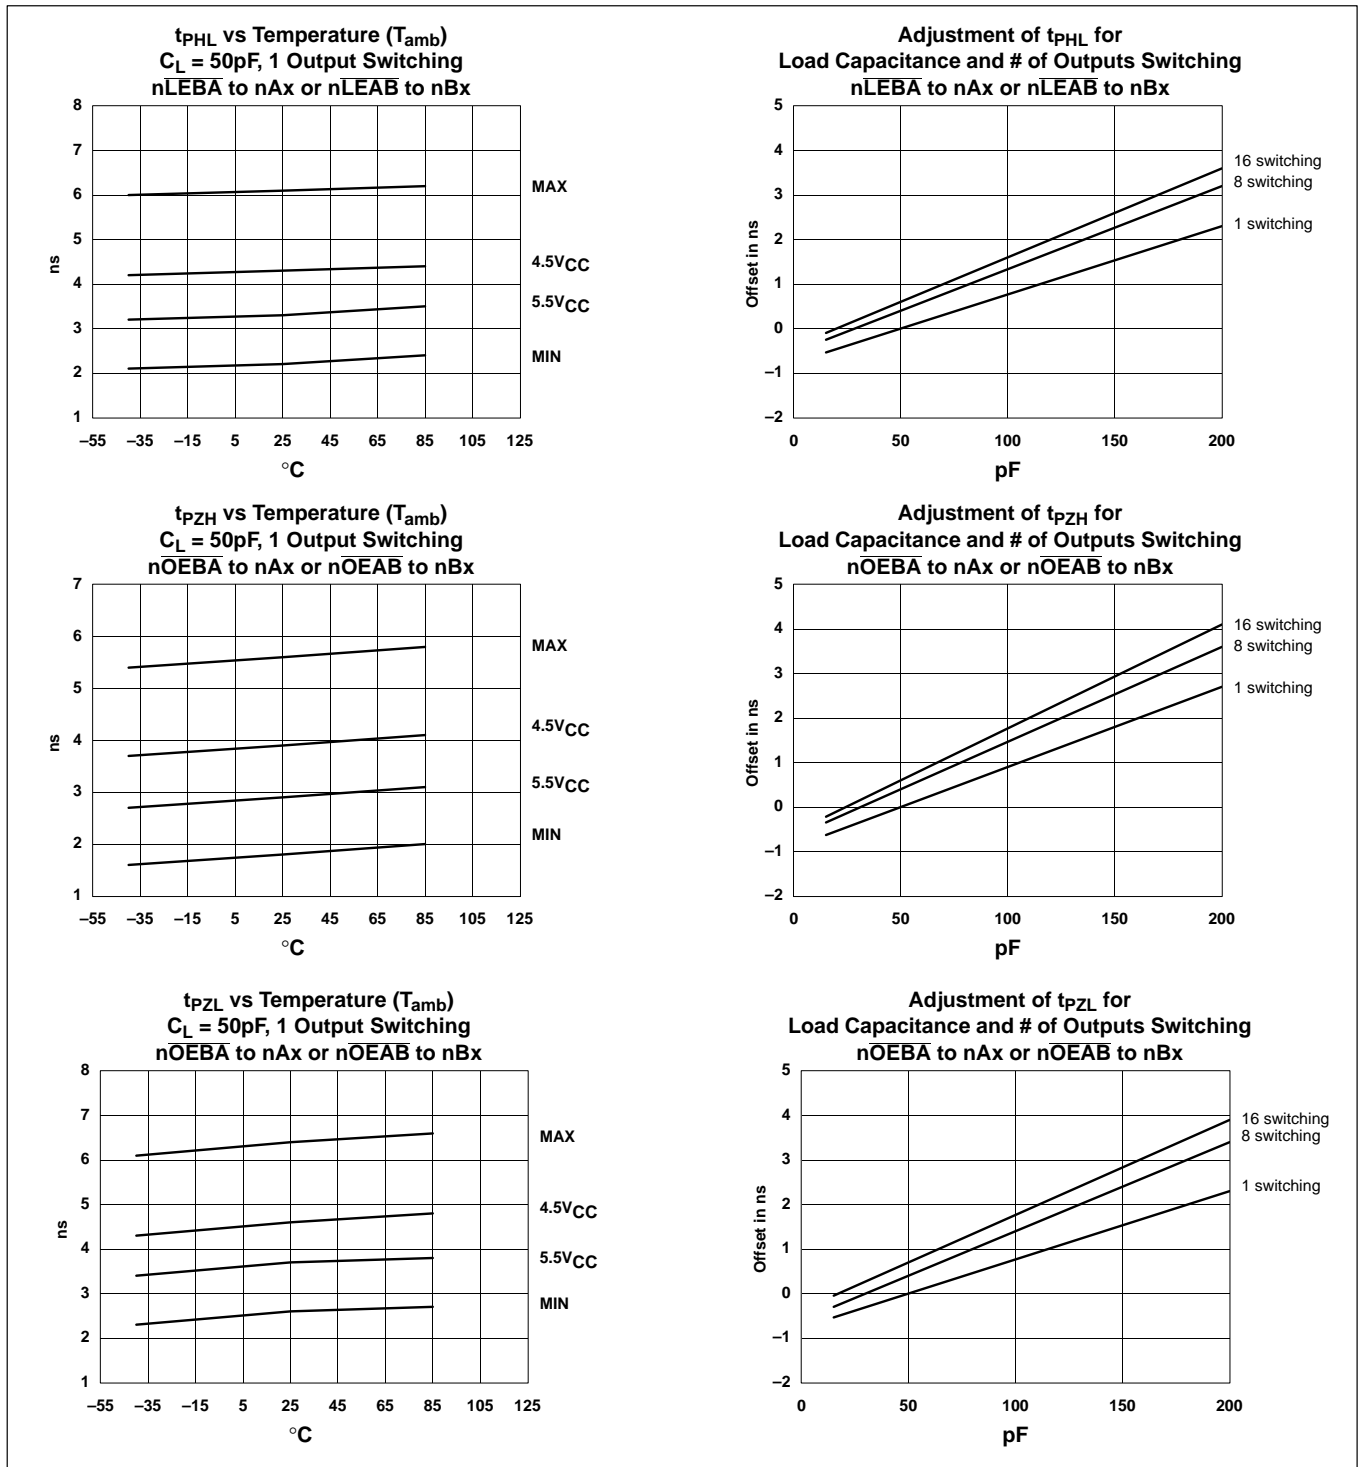 tPHL vs Temperature (Tamb)
CL = 50pF, 1 Output Switching
nLEBA to nAx or nLEAB to nBx
8
7
6
5
4
3
2
1
ns
MAX
4.5VCC
5.5VCC
MIN
–55 –35 –15 5 25 45 65 85 105 125
°C
Adjustment of tPHL for
Load Capacitance and # of Outputs Switching
nLEBA to nAx or nLEAB to nBx
5
4
3
2
1
0
–1
–2
Offset in ns
16 switching
8 switching
1 switching
0 50 100 150 200
pF
tPZH vs Temperature (Tamb)
CL = 50pF, 1 Output Switching
nOEBA to nAx or nOEAB to nBx
7
6
5
4
3
2
1
ns
MAX
4.5VCC
5.5VCC
MIN
–55 –35 –15 5 25 45 65 85 105 125
°C
Adjustment of tPZH for
Load Capacitance and # of Outputs Switching
nOEBA to nAx or nOEAB to nBx
5
4
3
2
1
0
–1
–2
Offset in ns
16 switching
8 switching
1 switching
0 50 100 150 200
pF
tPZL vs Temperature (Tamb)
CL = 50pF, 1 Output Switching
nOEBA to nAx or nOEAB to nBx
8
7
6
5
4
3
2
1
ns
MAX
4.5VCC
5.5VCC
MIN
–55 –35 –15 5 25 45 65 85 105 125
°C
Adjustment of tPZL for
Load Capacitance and # of Outputs Switching
nOEBA to nAx or nOEAB to nBx
5
4
3
2
1
0
–1
–2
Offset in ns
16 switching
8 switching
1 switching
0 50 100 150 200
pF